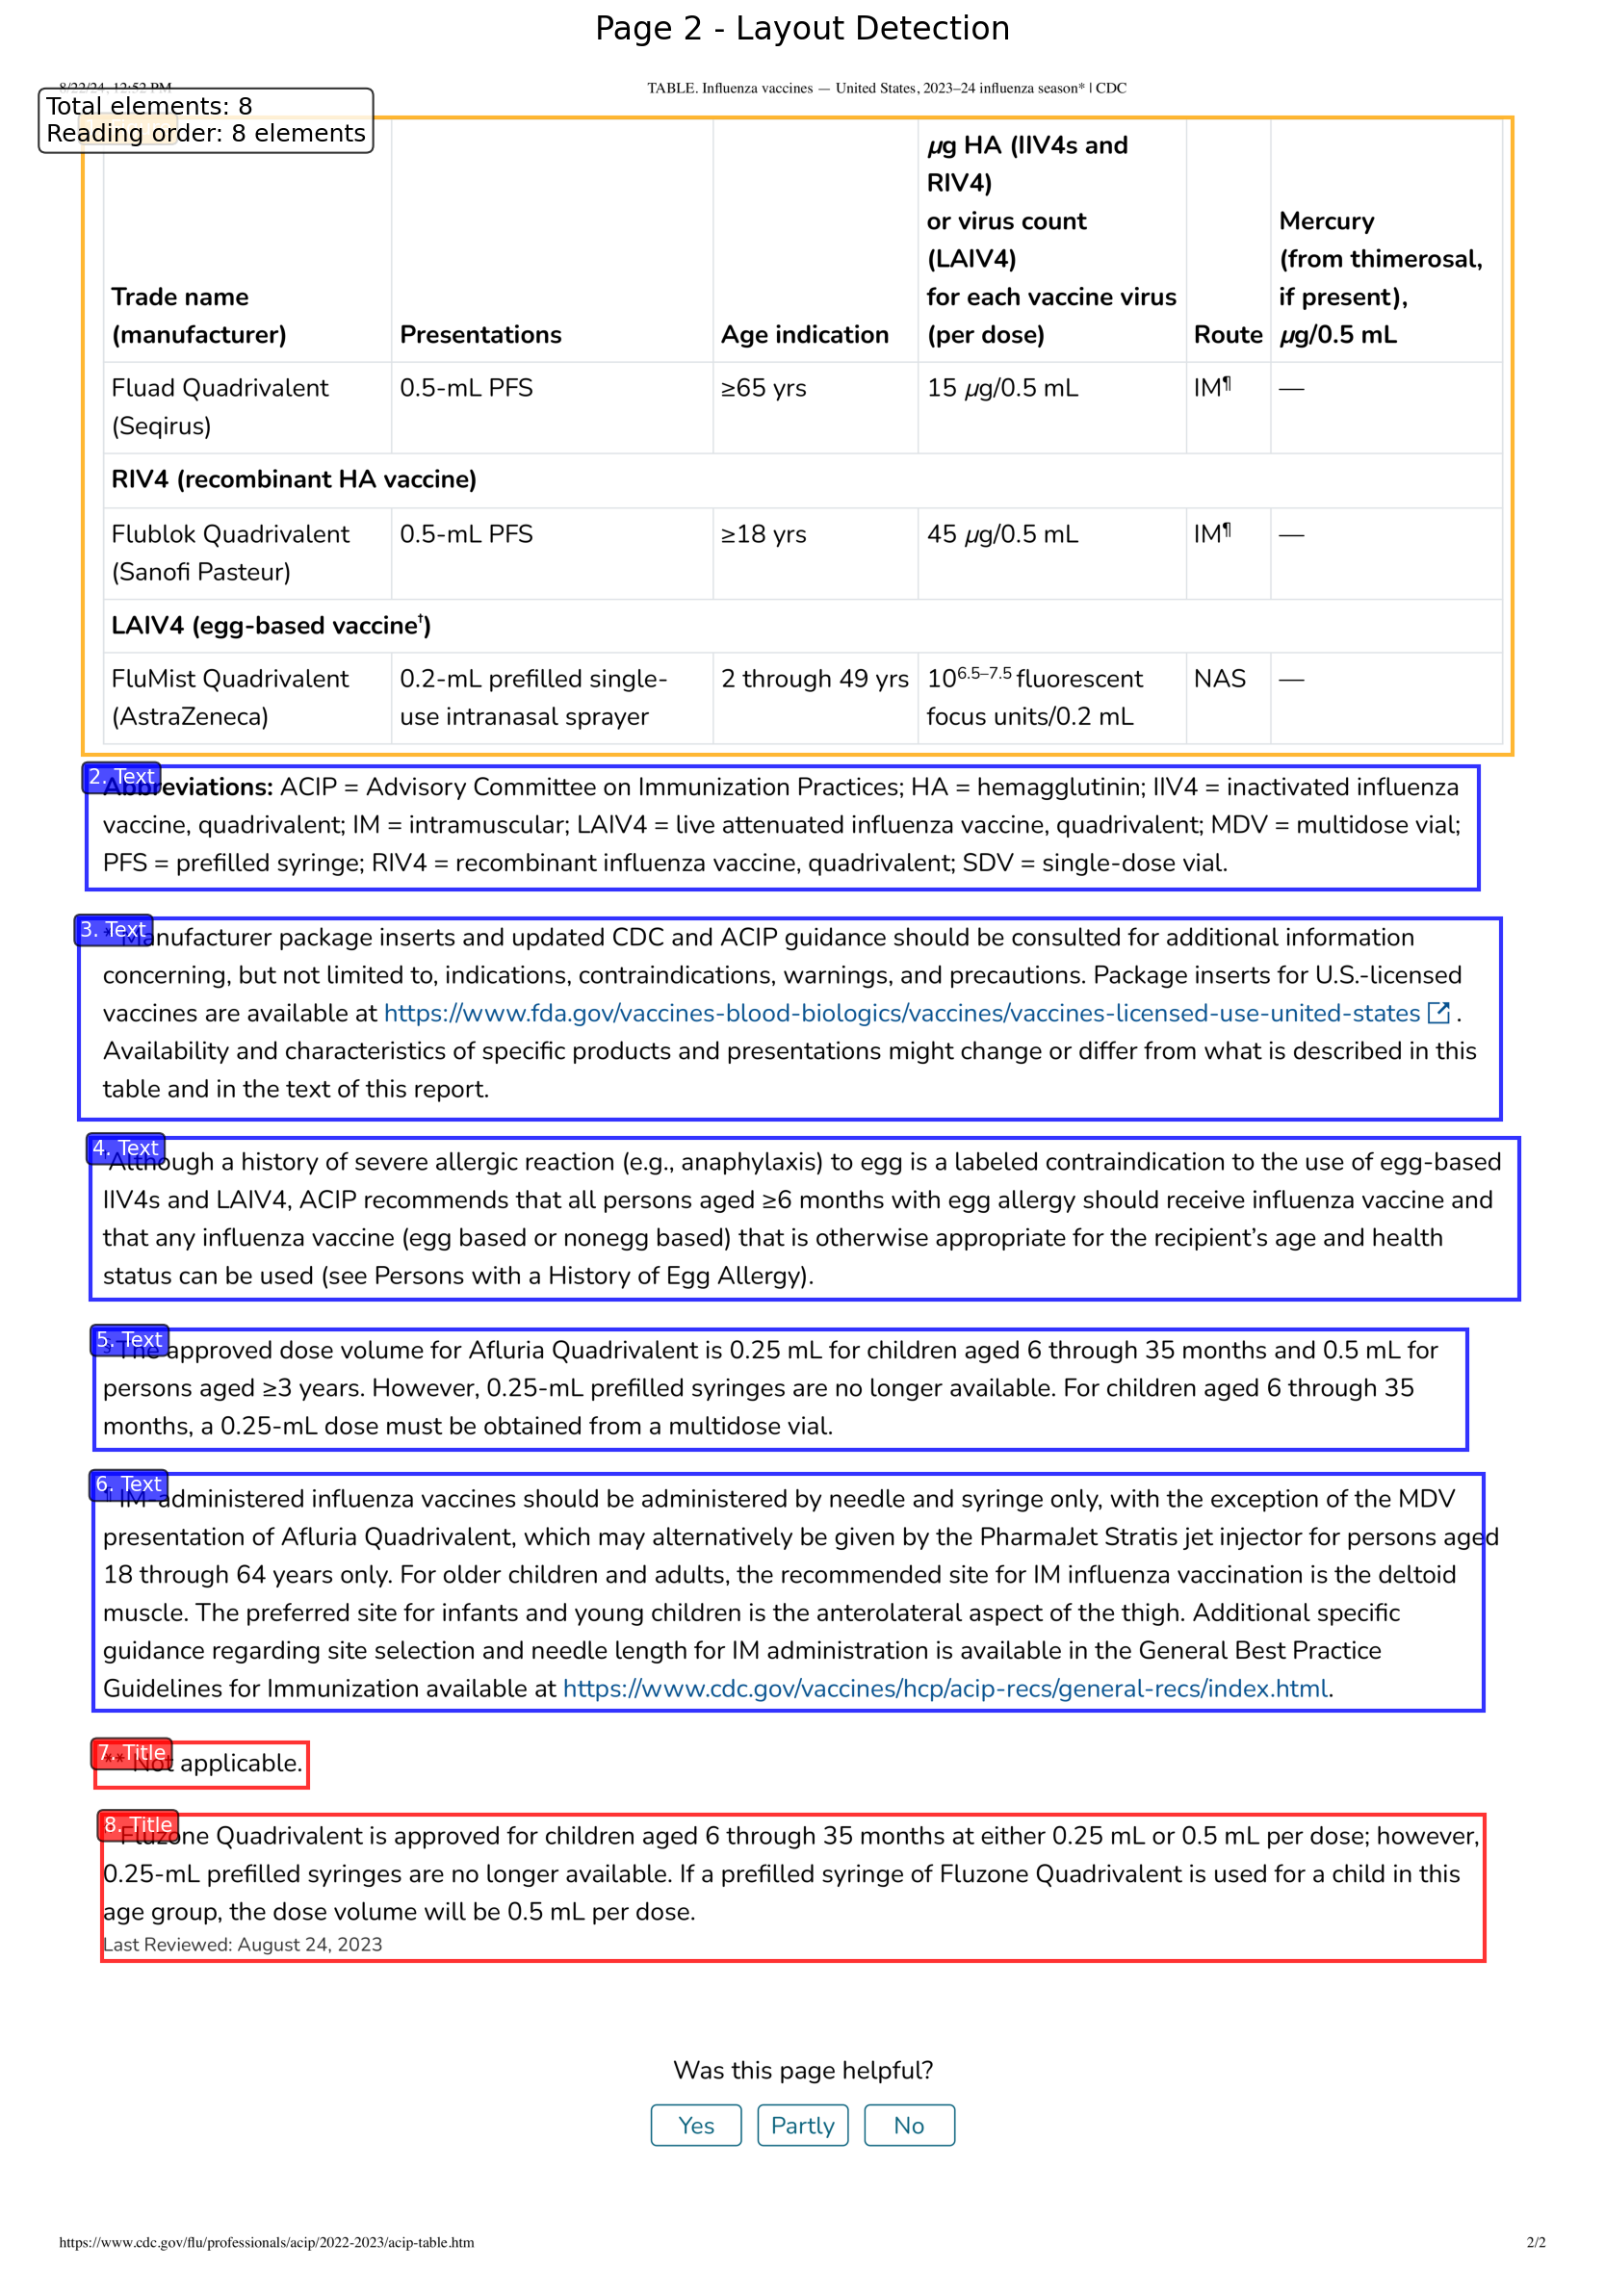 Page 2 - Layout Detection
8/22/24, 12:52 PM
TABLE. Influenza vaccines — United States, 2023–24 influenza season* | CDC
Total elements: 8
Reading order: 8 elements
Trade name
(manufacturer)
Presentations
Age indication
µg HA (IIV4s and
RIV4)
or virus count
(LAIV4)
for each vaccine virus
(per dose)
Route
Mercury
(from thimerosal,
if present),
µg/0.5 mL
Fluad Quadrivalent
(Seqirus)
0.5-mL PFS
≥65 yrs
15 µg/0.5 mL
IM¶
—
RIV4 (recombinant HA vaccine)
Flublok Quadrivalent
(Sanofi Pasteur)
0.5-mL PFS
≥18 yrs
45 µg/0.5 mL
IM¶
—
LAIV4 (egg-based vaccine†)
FluMist Quadrivalent
(AstraZeneca)
0.2-mL prefilled single-
use intranasal sprayer
2 through 49 yrs
10^6.5–7.5 fluorescent
focus units/0.2 mL
NAS
—
2. Text
Abbreviations: ACIP = Advisory Committee on Immunization Practices; HA = hemagglutinin; IIV4 = inactivated influenza
vaccine, quadrivalent; IM = intramuscular; LAIV4 = live attenuated influenza vaccine, quadrivalent; MDV = multidose vial;
PFS = prefilled syringe; RIV4 = recombinant influenza vaccine, quadrivalent; SDV = single-dose vial.
3. Text
* Manufacturer package inserts and updated CDC and ACIP guidance should be consulted for additional information
concerning, but not limited to, indications, contraindications, warnings, and precautions. Package inserts for U.S.-licensed
vaccines are available at https://www.fda.gov/vaccines-blood-biologics/vaccines/vaccines-licensed-use-united-states .
Availability and characteristics of specific products and presentations might change or differ from what is described in this
table and in the text of this report.
4. Text
Although a history of severe allergic reaction (e.g., anaphylaxis) to egg is a labeled contraindication to the use of egg-based
IIV4s and LAIV4, ACIP recommends that all persons aged ≥6 months with egg allergy should receive influenza vaccine and
that any influenza vaccine (egg based or nonegg based) that is otherwise appropriate for the recipient’s age and health
status can be used (see Persons with a History of Egg Allergy).
5. Text
The approved dose volume for Afluria Quadrivalent is 0.25 mL for children aged 6 through 35 months and 0.5 mL for
persons aged ≥3 years. However, 0.25-mL prefilled syringes are no longer available. For children aged 6 through 35
months, a 0.25-mL dose must be obtained from a multidose vial.
6. Text
¶ IM-administered influenza vaccines should be administered by needle and syringe only, with the exception of the MDV
presentation of Afluria Quadrivalent, which may alternatively be given by the PharmaJet Stratis jet injector for persons aged
18 through 64 years only. For older children and adults, the recommended site for IM influenza vaccination is the deltoid
muscle. The preferred site for infants and young children is the anterolateral aspect of the thigh. Additional specific
guidance regarding site selection and needle length for IM administration is available in the General Best Practice
Guidelines for Immunization available at https://www.cdc.gov/vaccines/hcp/acip-recs/general-recs/index.html.
7. Title
** Not applicable.
8. Title
Fluzone Quadrivalent is approved for children aged 6 through 35 months at either 0.25 mL or 0.5 mL per dose; however,
0.25-mL prefilled syringes are no longer available. If a prefilled syringe of Fluzone Quadrivalent is used for a child in this
age group, the dose volume will be 0.5 mL per dose.
Last Reviewed: August 24, 2023
Was this page helpful?
Yes
Partly
No
https://www.cdc.gov/flu/professionals/acip/2022-2023/acip-table.htm
2/2